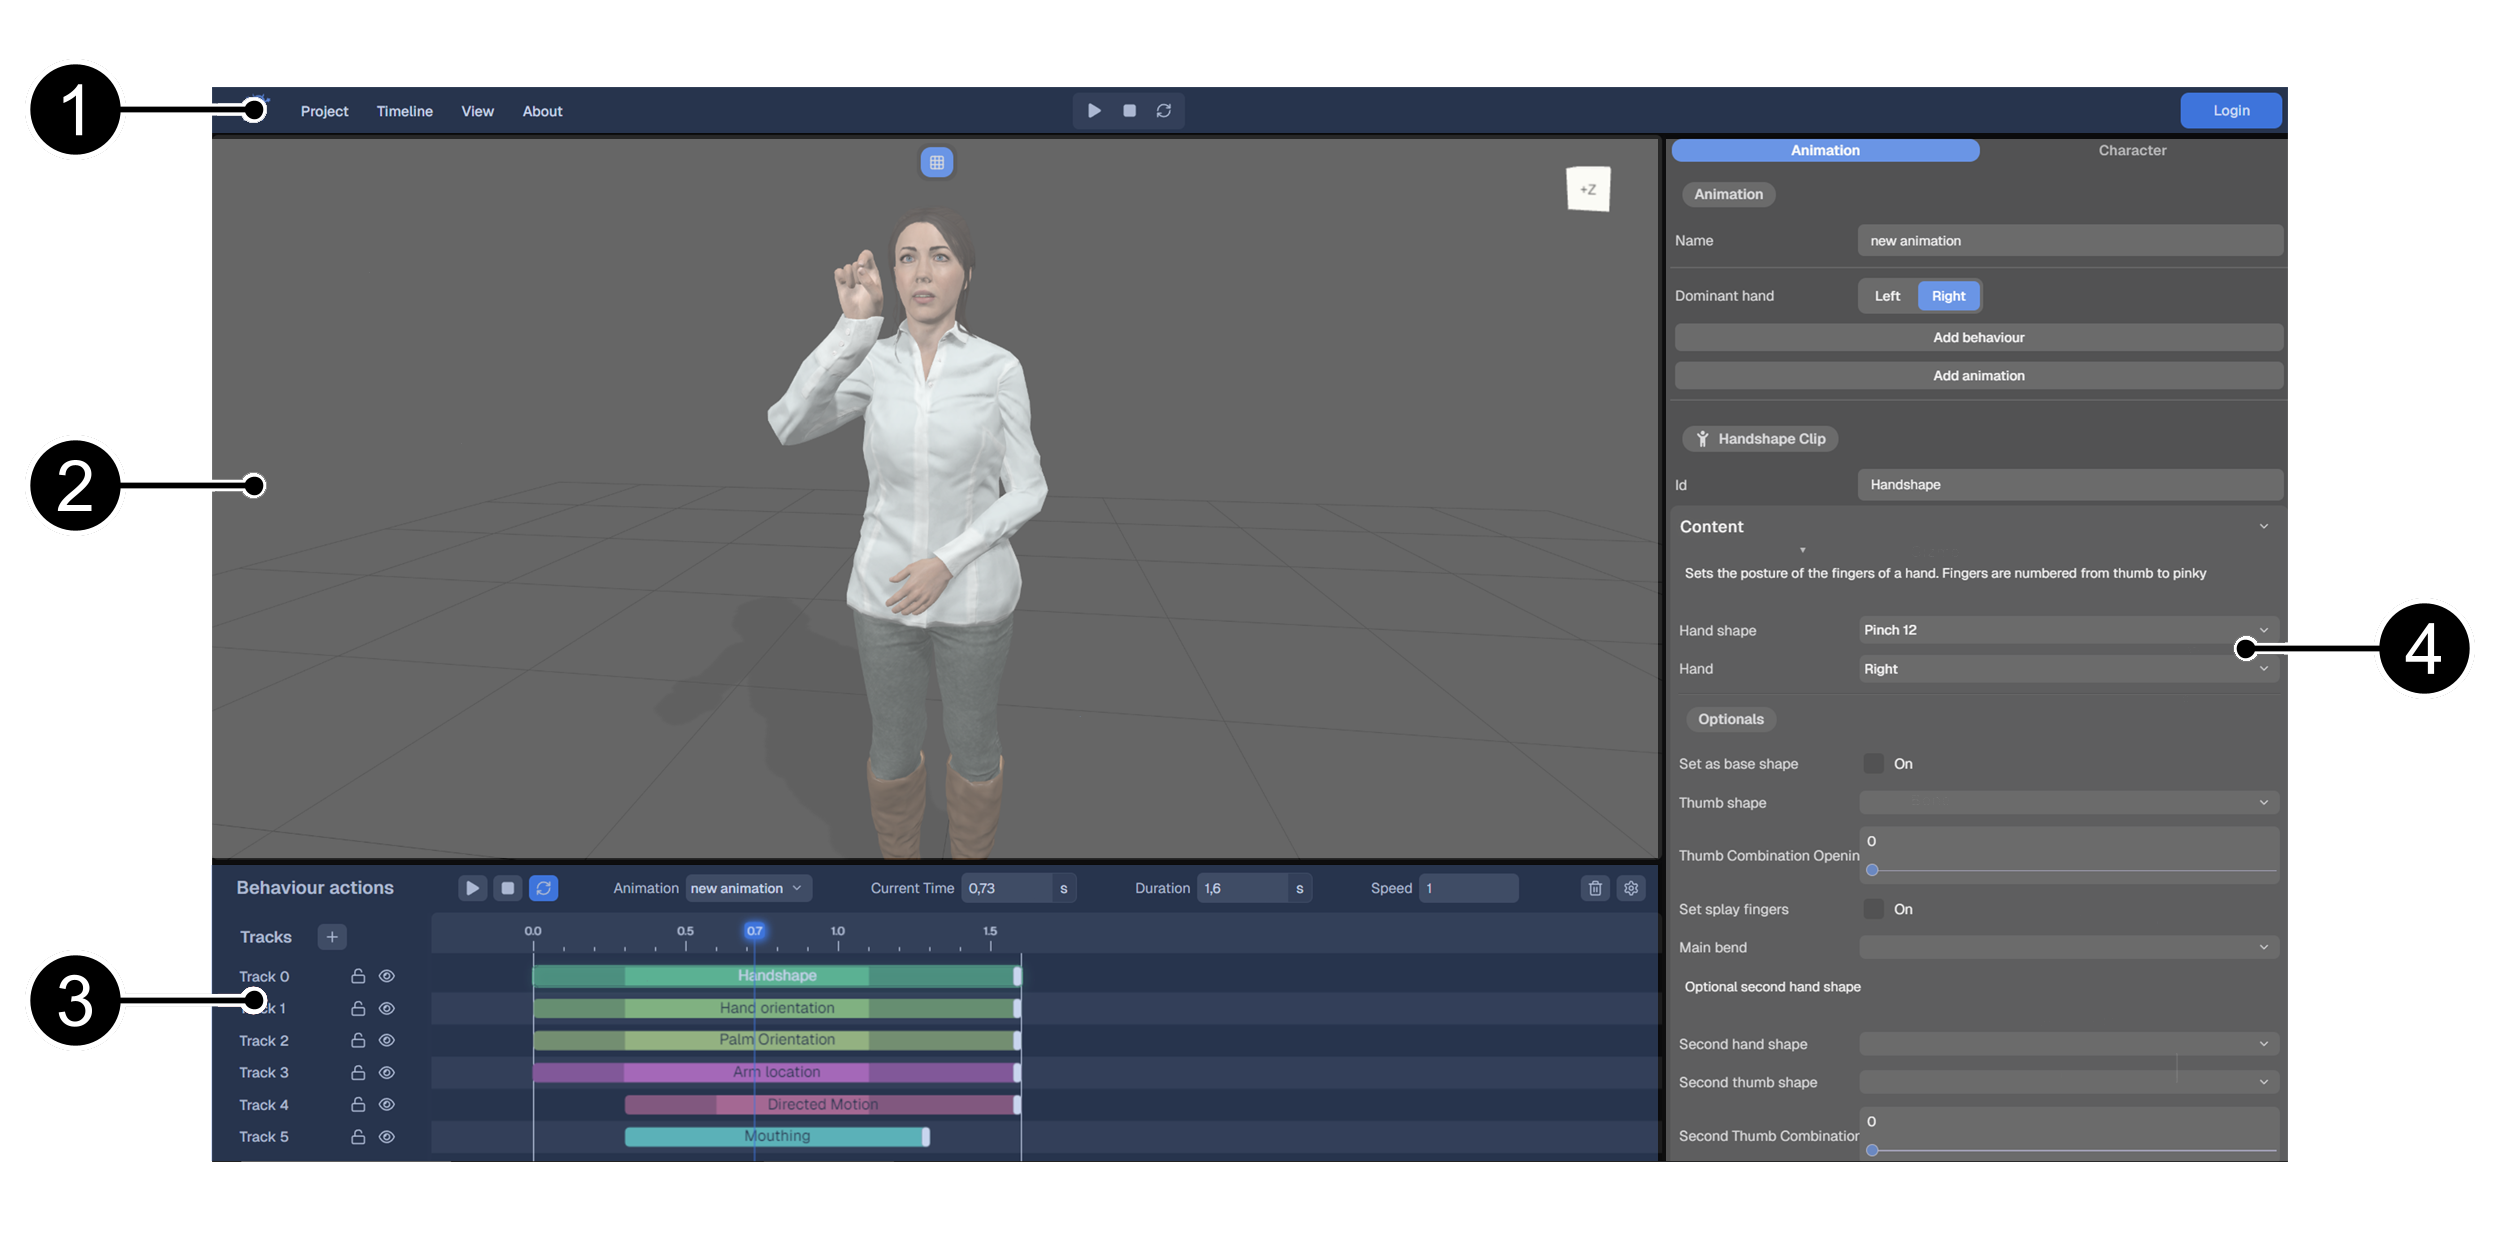 1
Project Timeline View About
Login
Animation Character
+Z
Animation
Name new animation
Dominant hand Left Right
Add behaviour
Add animation
Handshape Clip
2
Id Handshape
Content
Sets the posture of the fingers of a hand. Fingers are numbered from thumb to pinky
Hand shape Pinch 12
4
Hand Right
Optionals
Set as base shape On
Thumb shape
0
Thumb Combination Openin
Set splay fingers On
Main bend
Optional second hand shape
Second hand shape
Second thumb shape
0
Second Thumb Combination
Behaviour actions Animation new animation Current Time 0,73 s Duration 1,6 s Speed 1
Tracks + 0.0 0.5 0.7 1.0 1.5
Track 0 Handshape
3
ck 1 Hand orientation
Track 2 Palm Orientation
Track 3 Arm location
Track 4 Directed Motion
Track 5 Mouthing